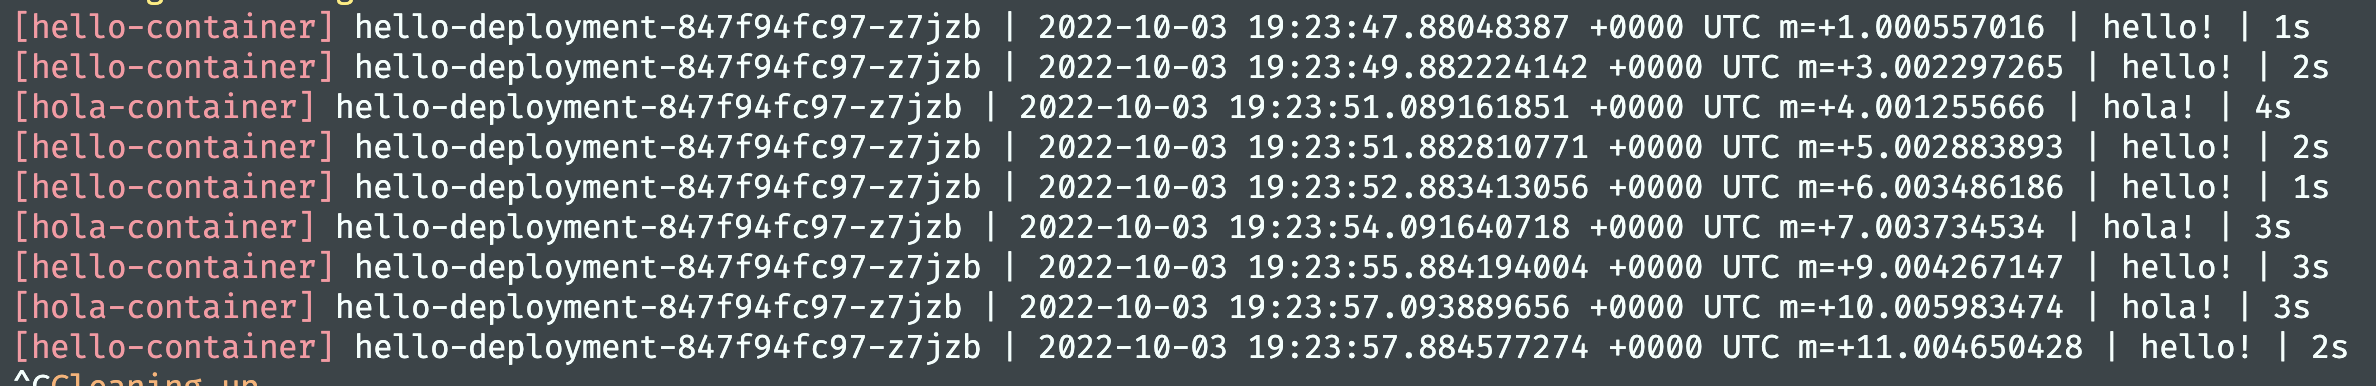 [hello-container] hello-deployment-847f94fc97-z7jzb | 2022-10-03 19:23:47.88048387 +0000 UTC m=+1.000557016 | hello! | 1s
[hello-container] hello-deployment-847f94fc97-z7jzb | 2022-10-03 19:23:49.882224142 +0000 UTC m=+3.002297265 | hello! | 2s
[hola-container] hello-deployment-847f94fc97-z7jzb | 2022-10-03 19:23:51.089161851 +0000 UTC m=+4.001255666 | hola! | 4s
[hello-container] hello-deployment-847f94fc97-z7jzb | 2022-10-03 19:23:51.882810771 +0000 UTC m=+5.002883893 | hello! | 2s
[hello-container] hello-deployment-847f94fc97-z7jzb | 2022-10-03 19:23:52.883413056 +0000 UTC m=+6.003486186 | hello! | 1s
[hola-container] hello-deployment-847f94fc97-z7jzb | 2022-10-03 19:23:54.091640718 +0000 UTC m=+7.003734534 | hola! | 3s
[hello-container] hello-deployment-847f94fc97-z7jzb | 2022-10-03 19:23:55.884194004 +0000 UTC m=+9.004267147 | hello! | 3s
[hola-container] hello-deployment-847f94fc97-z7jzb | 2022-10-03 19:23:57.093889656 +0000 UTC m=+10.005983474 | hola! | 3s
[hello-container] hello-deployment-847f94fc97-z7jzb | 2022-10-03 19:23:57.884577274 +0000 UTC m=+11.004650428 | hello! | 2s
^CCleaning up